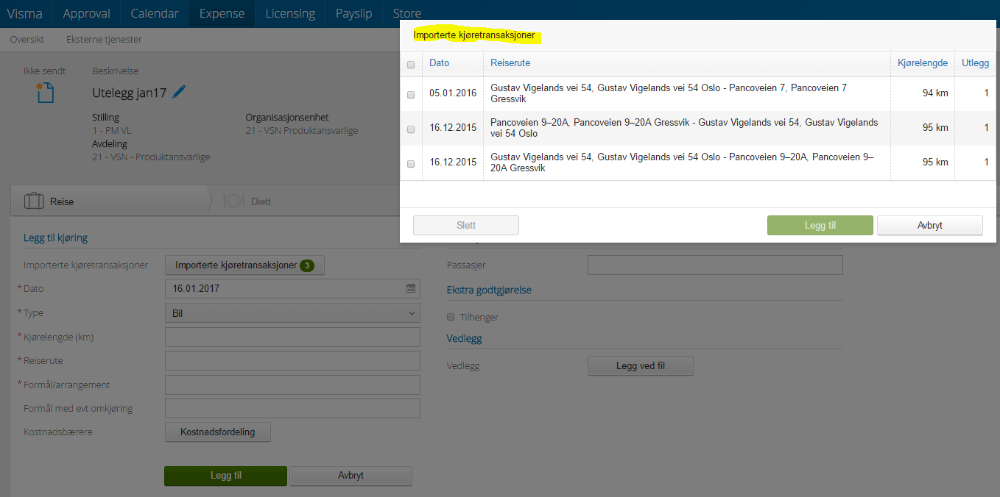 Visma Approval Calendar Expense Licensing Payslip Store
Oversikt Eksterne tjenester
Ikke sendt Beskrivelse
Utelegg jan17
Stilling Organisasjonsenhet
1 - PM VL 21 - VSN Produktansvarlige
Avdeling
21 - VSN - Produktansvarlige
Reise Diett
Importerte kjøretransaksjoner
Dato Reiserute Kjørelengde Utlegg
05.01.2016 Gustav Vigelands vei 54, Gustav Vigelands vei 54 Oslo - Pancoveien 7, Pancoveien 7 94 km 1
Gressvik
16.12.2015 Pancoveien 9–20A, Pancoveien 9–20A Gressvik - Gustav Vigelands vei 54, Gustav Vigelands 95 km 1
vei 54 Oslo
16.12.2015 Gustav Vigelands vei 54, Gustav Vigelands vei 54 Oslo - Pancoveien 9–20A, Pancoveien 9– 95 km 1
20A Gressvik
Slett Legg til Avbryt
Legg til kjøring
Importerte kjøretransaksjoner Importerte kjøretransaksjoner 3
* Dato 16.01.2017
* Type Bil
* Kjørelengde (km)
* Reiserute
* Formål/arrangement
Formål med evt omkjøring
Kostnadsbærere Kostnadsfordeling
Legg til Avbryt
Passasjer
Ekstra godtgjørelse
Tilhenger
Vedlegg
Vedlegg Legg ved fil